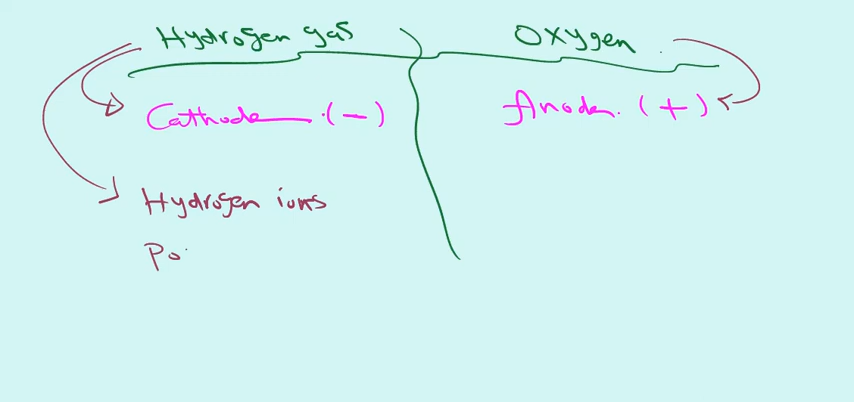 Hydrogen gas
Oxygen
Cathode (-)
Anode (+)
Hydrogen ions
Po